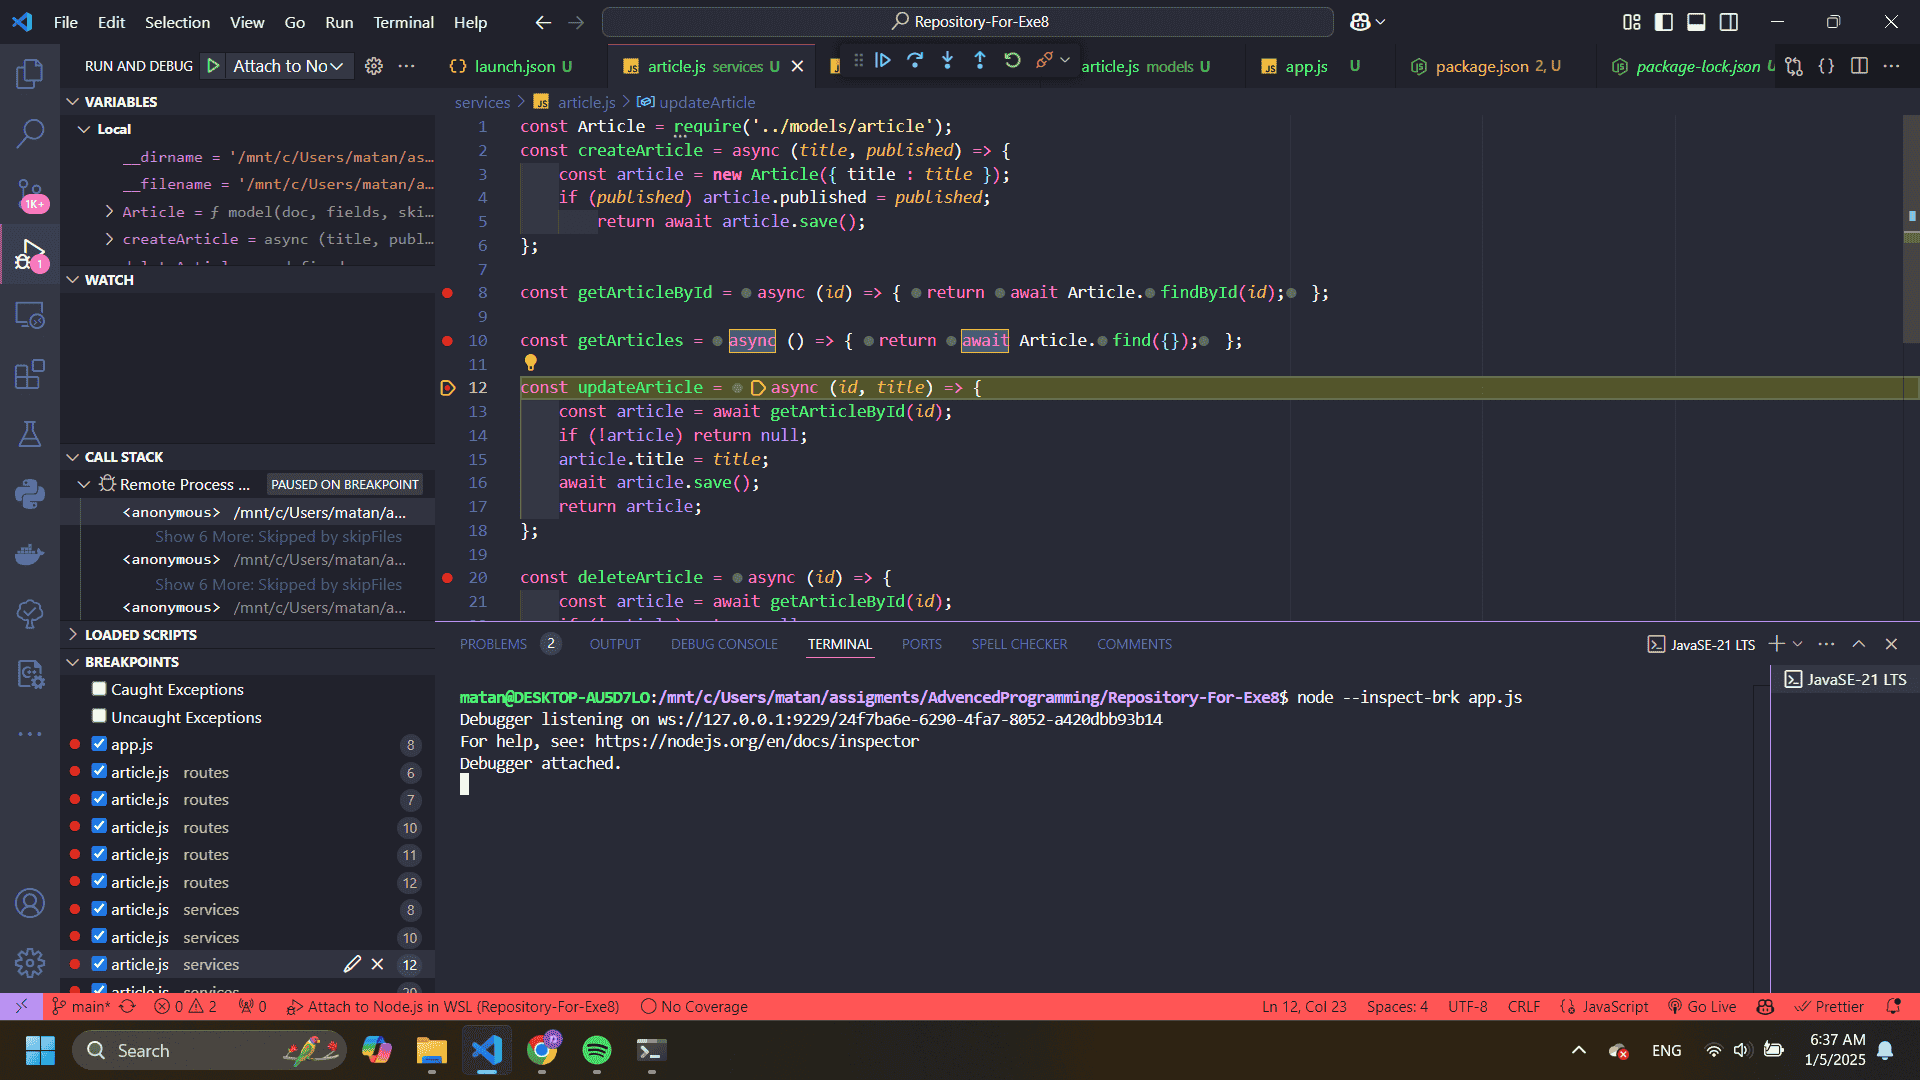 File Edit Selection View Go Run Terminal Help
Repository-For-Exe8
RUN AND DEBUG
Attach to No
launch.json U
article.js services U
article.js models U
app.js U
package.json 2, U
package-lock.json U
services > article.js > updateArticle
VARIABLES
Local
__dirname = '/mnt/c/Users/matan/as…
__filename = '/mnt/c/Users/matan/a…
Article = ƒ model(doc, fields, ski…
createArticle = async (title, publ…
WATCH
CALL STACK
Remote Process ... PAUSED ON BREAKPOINT
<anonymous> /mnt/c/Users/matan/a...
Show 6 More: Skipped by skipFiles
<anonymous> /mnt/c/Users/matan/a...
Show 6 More: Skipped by skipFiles
<anonymous> /mnt/c/Users/matan/a...
LOADED SCRIPTS
BREAKPOINTS
Caught Exceptions
Uncaught Exceptions
app.js 8
article.js routes 6
article.js routes 7
article.js routes 10
article.js routes 11
article.js routes 12
article.js services 8
article.js services 10
article.js services 12
article.js services 20
1K+
1
1 const Article = require('../models/article');
2 const createArticle = async (title, published) => {
3 const article = new Article({ title : title });
4 if (published) article.published = published;
5 return await article.save();
6 };
7
8 const getArticleById = async (id) => { return await Article.findById(id); };
9
10 const getArticles = async () => { return await Article.find({}); };
11
12 const updateArticle = async (id, title) => {
13 const article = await getArticleById(id);
14 if (!article) return null;
15 article.title = title;
16 await article.save();
17 return article;
18 };
19
20 const deleteArticle = async (id) => {
21 const article = await getArticleById(id);
PROBLEMS 2 OUTPUT DEBUG CONSOLE TERMINAL PORTS SPELL CHECKER COMMENTS
JavaSE-21 LTS
JavaSE-21 LTS
matan@DESKTOP-AU5D7LO:/mnt/c/Users/matan/assigments/AdvencedProgramming/Repository-For-Exe8$ node --inspect-brk app.js
Debugger listening on ws://127.0.0.1:9229/24f7ba6e-6290-4fa7-8052-a420dbb93b14
For help, see: https://nodejs.org/en/docs/inspector
Debugger attached.
main* 0 2 0 Attach to Node.js in WSL (Repository-For-Exe8) No Coverage
Ln 12, Col 23 Spaces: 4 UTF-8 CRLF JavaScript Go Live Prettier
Search
ENG
6:37 AM
1/5/2025